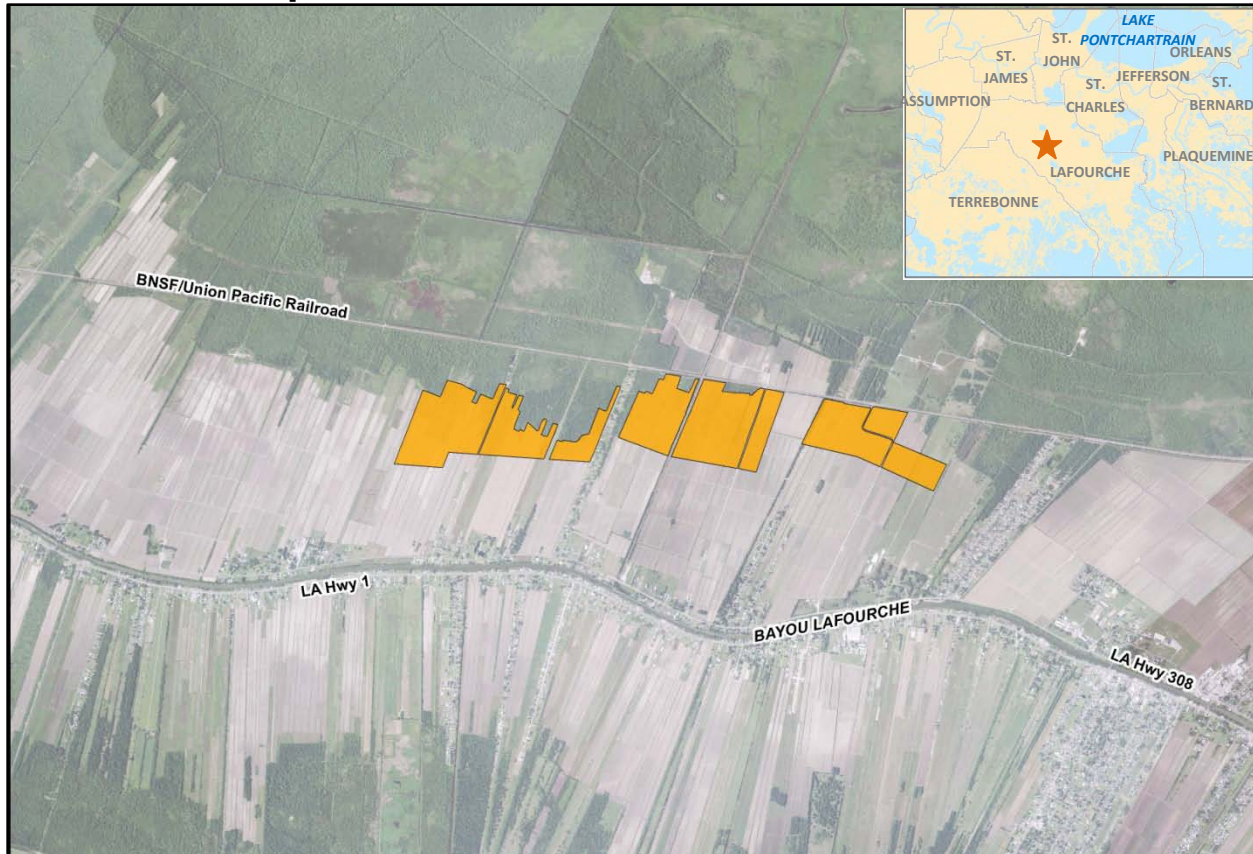 LAKE
PONTCHARTRAIN
ST.
JOHN
ORLEANS
ST.
JAMES
JEFFERSON
ST.
CHARLES
ST.
BERNARD
ASSUMPTION
PLAQUEMINE
LAFOURCHE
TERREBONNE
BNSF/Union Pacific Railroad
LA Hwy 1
BAYOU LAFOURCHE
LA Hwy 308